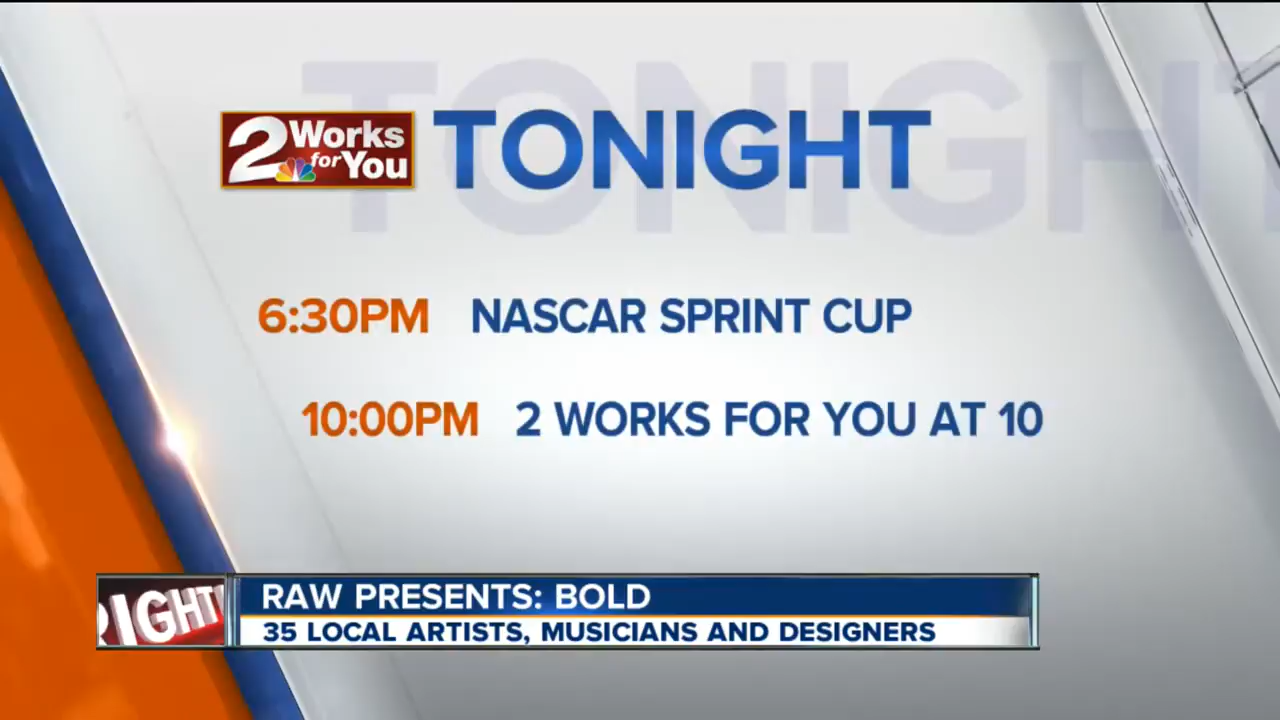 TONIGHT
2 Works for You TONIGHT
6:30PM NASCAR SPRINT CUP
10:00PM 2 WORKS FOR YOU AT 10
RIGHT
RAW PRESENTS: BOLD
35 LOCAL ARTISTS, MUSICIANS AND DESIGNERS